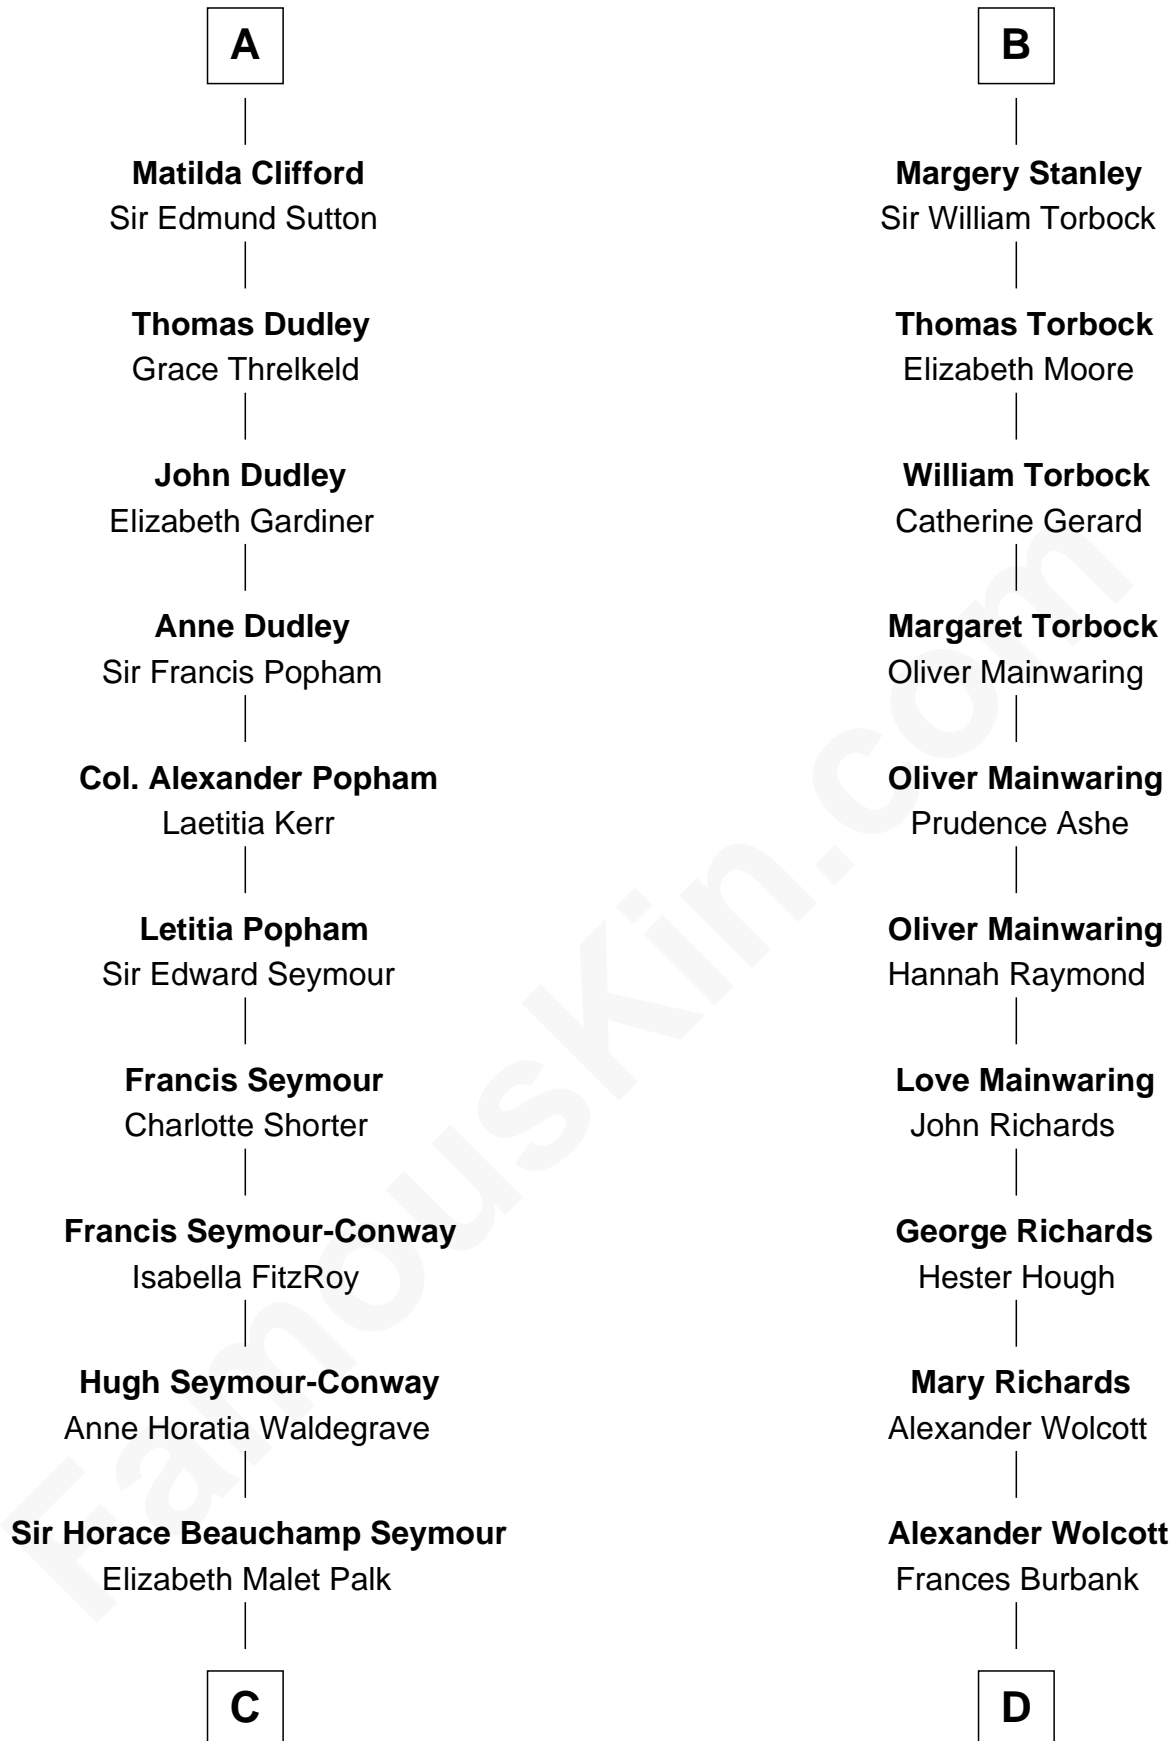 A
Matilda Clifford
Sir Edmund Sutton
Thomas Dudley
Grace Threlkeld
John Dudley
Elizabeth Gardiner
Anne Dudley
Sir Francis Popham
Col. Alexander Popham
Laetitia Kerr
Letitia Popham
Sir Edward Seymour
Francis Seymour
Charlotte Shorter
Francis Seymour-Conway
Isabella FitzRoy
Hugh Seymour-Conway
Anne Horatia Waldegrave
Sir Horace Beauchamp Seymour
Elizabeth Malet Palk
C
B
Margery Stanley
Sir William Torbock
Thomas Torbock
Elizabeth Moore
William Torbock
Catherine Gerard
Margaret Torbock
Oliver Mainwaring
Oliver Mainwaring
Prudence Ashe
Oliver Mainwaring
Hannah Raymond
Love Mainwaring
John Richards
George Richards
Hester Hough
Mary Richards
Alexander Wolcott
Alexander Wolcott
Frances Burbank
D
FamousKin.com